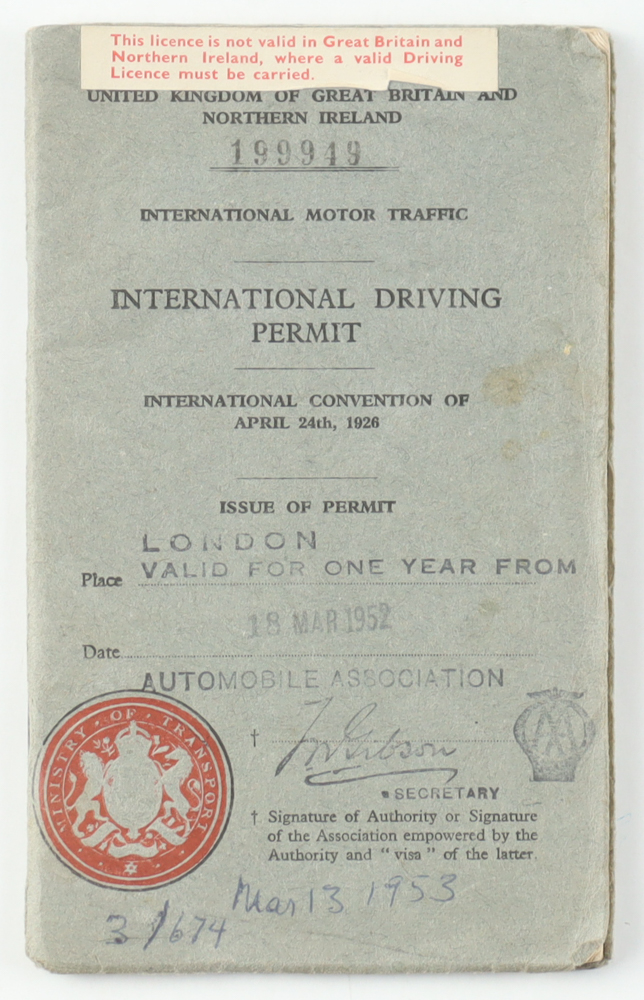 This licence is not valid in Great Britain and
Northern Ireland, where a valid Driving
Licence must be carried.
UNITED KINGDOM OF GREAT BRITAIN AND
NORTHERN IRELAND
199949
INTERNATIONAL MOTOR TRAFFIC
INTERNATIONAL DRIVING
PERMIT
INTERNATIONAL CONVENTION OF
APRIL 24th, 1926
ISSUE OF PERMIT
LONDON
Place VALID FOR ONE YEAR FROM
18 MAR 1952
Date
AUTOMOBILE ASSOCIATION
AA
MINISTRY · OF · TRANSPORT
† Gibson
SECRETARY
† Signature of Authority or Signature
of the Association empowered by the
Authority and "visa" of the latter.
Mar 13 1953
3/674